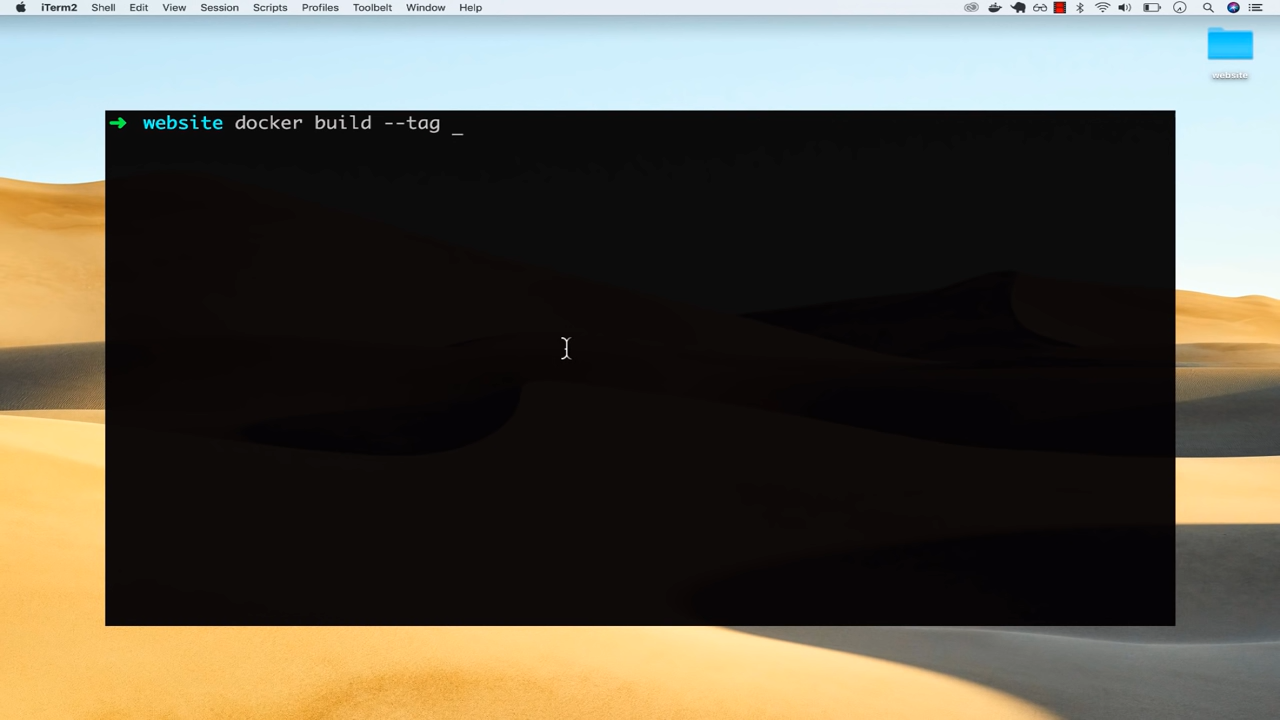 iTerm2 Shell Edit View Session Scripts Profiles Toolbelt Window Help
website
➜ website docker build --tag _